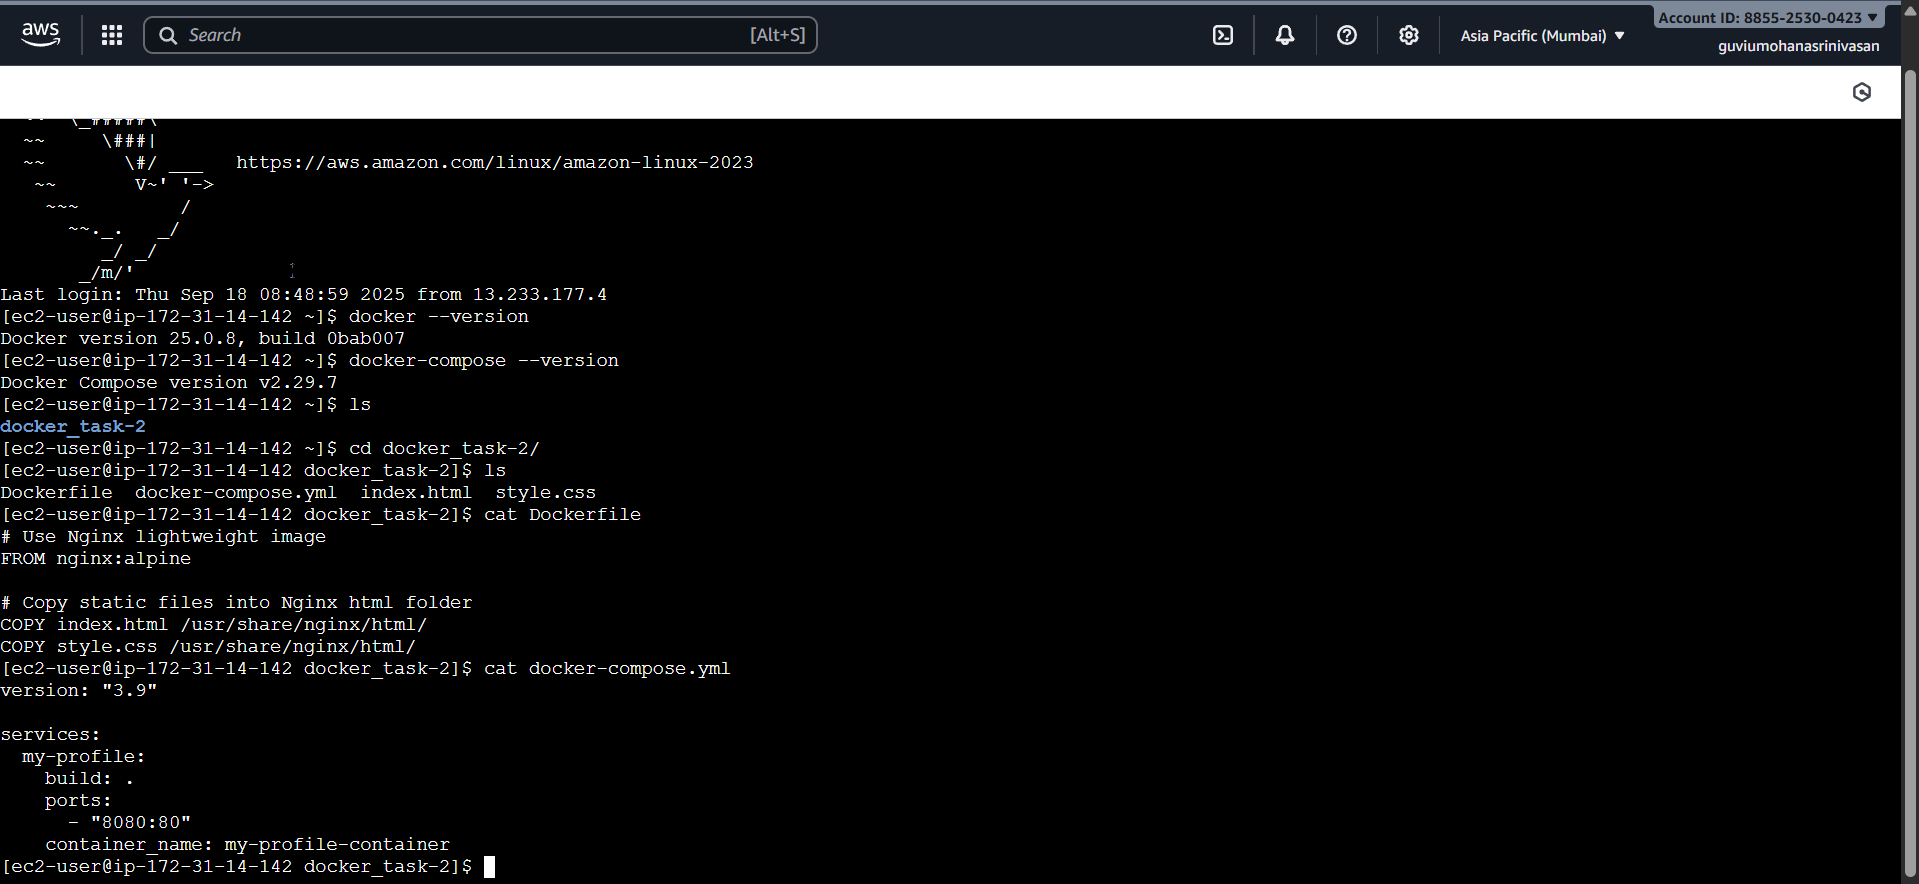 aws
Search
[Alt+S]
Asia Pacific (Mumbai)
Account ID: 8855-2530-0423
guviumohanasrinivasan
~~  \_#####\
~~     \###|
~~       \#/ ___   https://aws.amazon.com/linux/amazon-linux-2023
~~       V~' '->
~~~         /
~~._.   _/
_/ _/
_/m/'
Last login: Thu Sep 18 08:48:59 2025 from 13.233.177.4
[ec2-user@ip-172-31-14-142 ~]$ docker --version
Docker version 25.0.8, build 0bab007
[ec2-user@ip-172-31-14-142 ~]$ docker-compose --version
Docker Compose version v2.29.7
[ec2-user@ip-172-31-14-142 ~]$ ls
docker_task-2
[ec2-user@ip-172-31-14-142 ~]$ cd docker_task-2/
[ec2-user@ip-172-31-14-142 docker_task-2]$ ls
Dockerfile  docker-compose.yml  index.html  style.css
[ec2-user@ip-172-31-14-142 docker_task-2]$ cat Dockerfile
# Use Nginx lightweight image
FROM nginx:alpine
# Copy static files into Nginx html folder
COPY index.html /usr/share/nginx/html/
COPY style.css /usr/share/nginx/html/
[ec2-user@ip-172-31-14-142 docker_task-2]$ cat docker-compose.yml
version: "3.9"
services:
  my-profile:
    build: .
    ports:
      - "8080:80"
    container_name: my-profile-container
[ec2-user@ip-172-31-14-142 docker_task-2]$